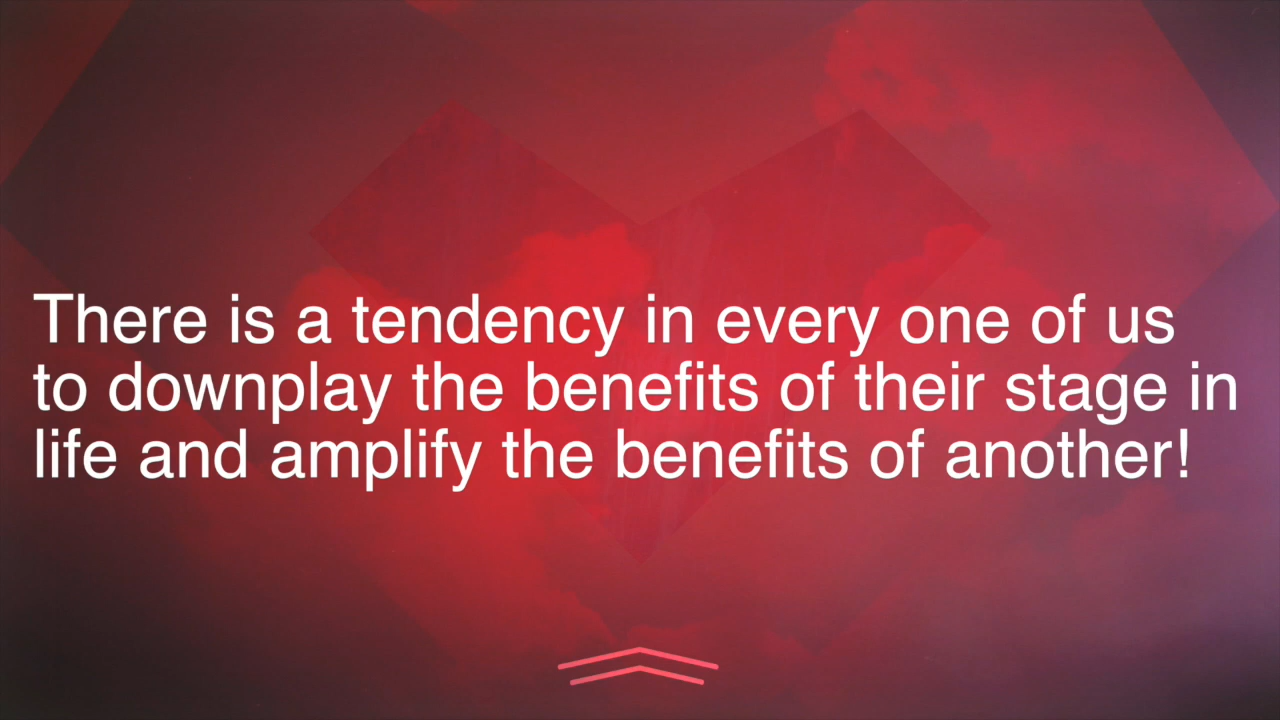 There is a tendency in every one of us
to downplay the benefits of their stage in
life and amplify the benefits of another!